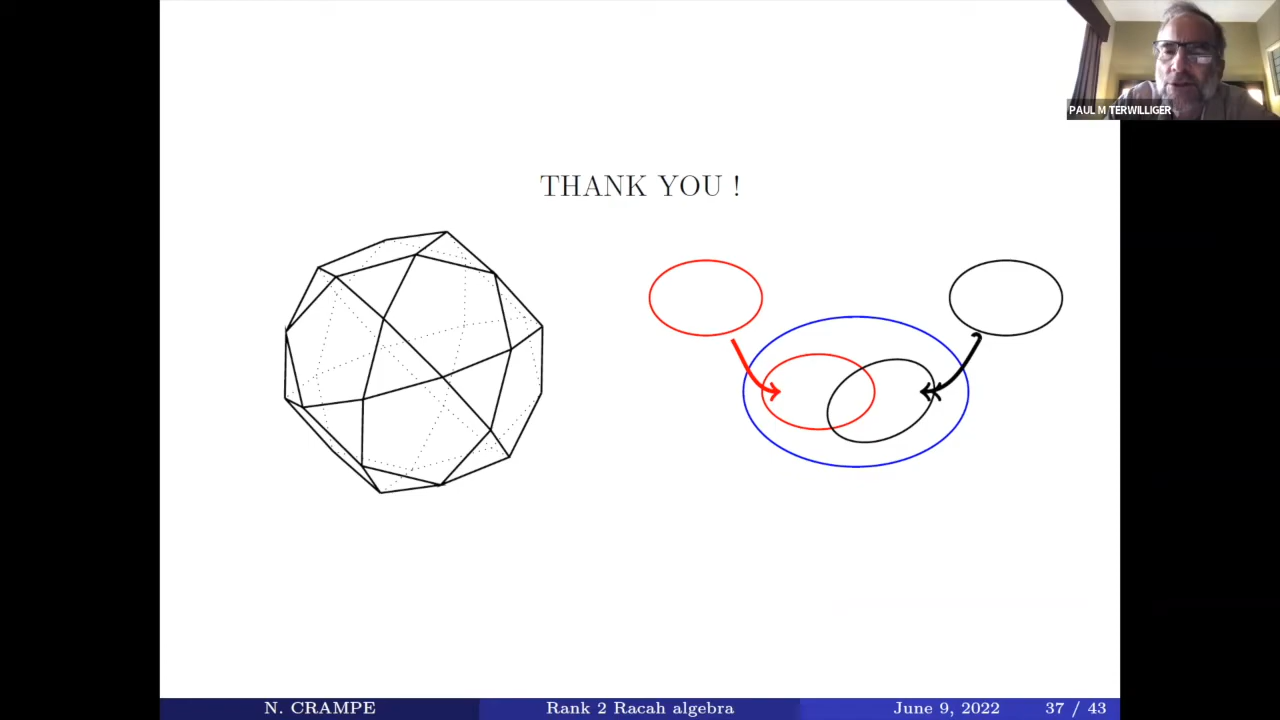 PAUL M TERWILLIGER
THANK YOU !
N. CRAMPE
Rank 2 Racah algebra
June 9, 2022
37 / 43